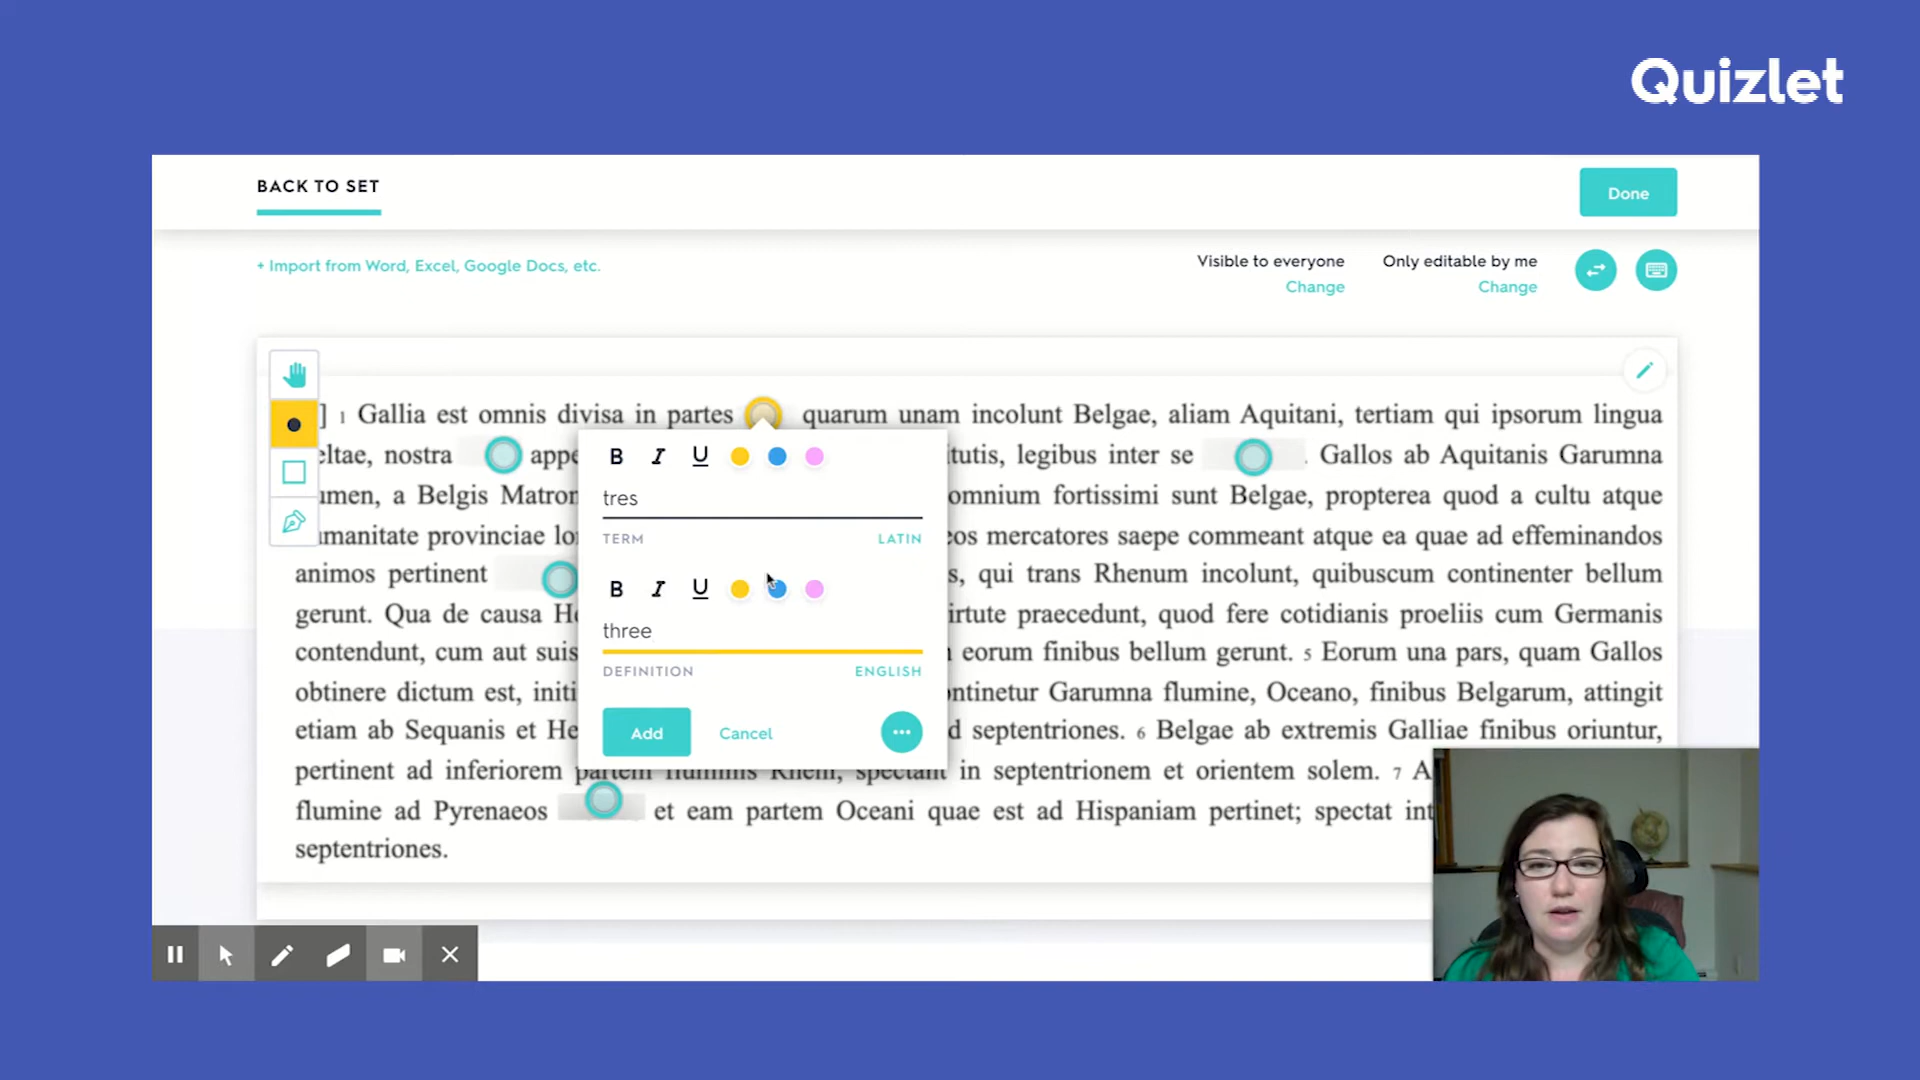 Quizlet
BACK TO SET
Done
+ Import from Word, Excel, Google Docs, etc.
Visible to everyone
Change
Only editable by me
Change
] 1 Gallia est omnis divisa in partes quarum unam incolunt Belgae, aliam Aquitani, tertiam qui ipsorum lingua
eltae, nostra appe itutis, legibus inter se . Gallos ab Aquitanis Garumna
umen, a Belgis Matron omnium fortissimi sunt Belgae, propterea quod a cultu atque
umanitate provinciae lon eos mercatores saepe commeant atque ea quae ad effeminandos
animos pertinent s, qui trans Rhenum incolunt, quibuscum continenter bellum
gerunt. Qua de causa He irtute praecedunt, quod fere cotidianis proeliis cum Germanis
contendunt, cum aut suis eorum finibus bellum gerunt. 5 Eorum una pars, quam Gallos
obtinere dictum est, initi ontinetur Garumna flumine, Oceano, finibus Belgarum, attingit
etiam ab Sequanis et He d septentriones. 6 Belgae ab extremis Galliae finibus oriuntur,
pertinent ad inferiorem partem fluminis Rheni, spectant in septentrionem et orientem solem. 7 A
flumine ad Pyrenaeos et eam partem Oceani quae est ad Hispaniam pertinet; spectat int
septentriones.
B I U
tres
TERM LATIN
B I U
three
DEFINITION ENGLISH
Add Cancel